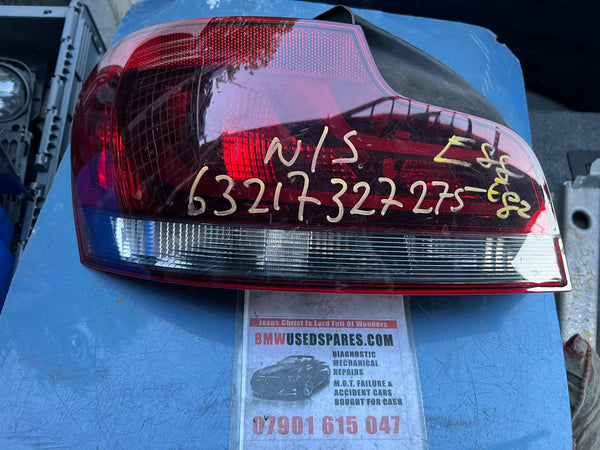 N/S E88
63217327275 E82
Jesus Christ Is Lord Full Of Wonders
BMWUSEDSPARES.COM
DIAGNOSTIC
MECHANICAL
REPAIRS
M.O.T. FAILURE &
ACCIDENT CARS
BOUGHT FOR CASH
07901 615 047